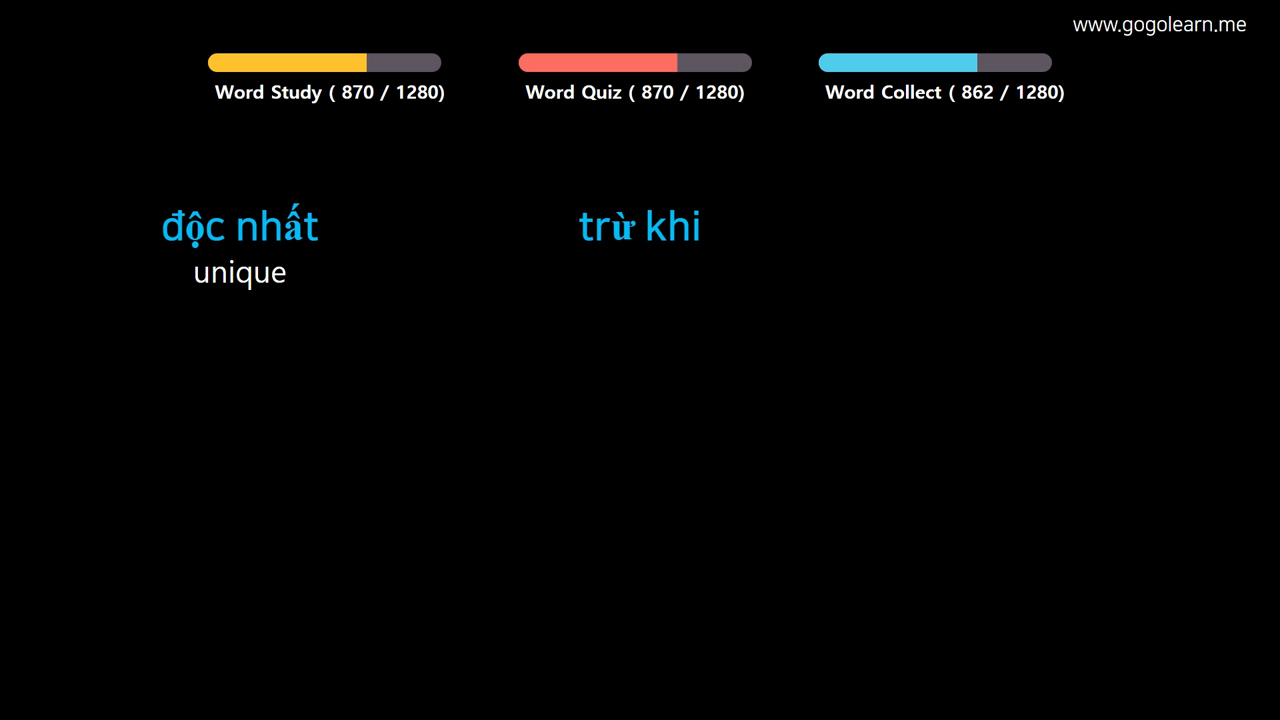 www.gogolearn.me
Word Study ( 870 / 1280)
Word Quiz ( 870 / 1280)
Word Collect ( 862 / 1280)
độc nhất
unique
trừ khi